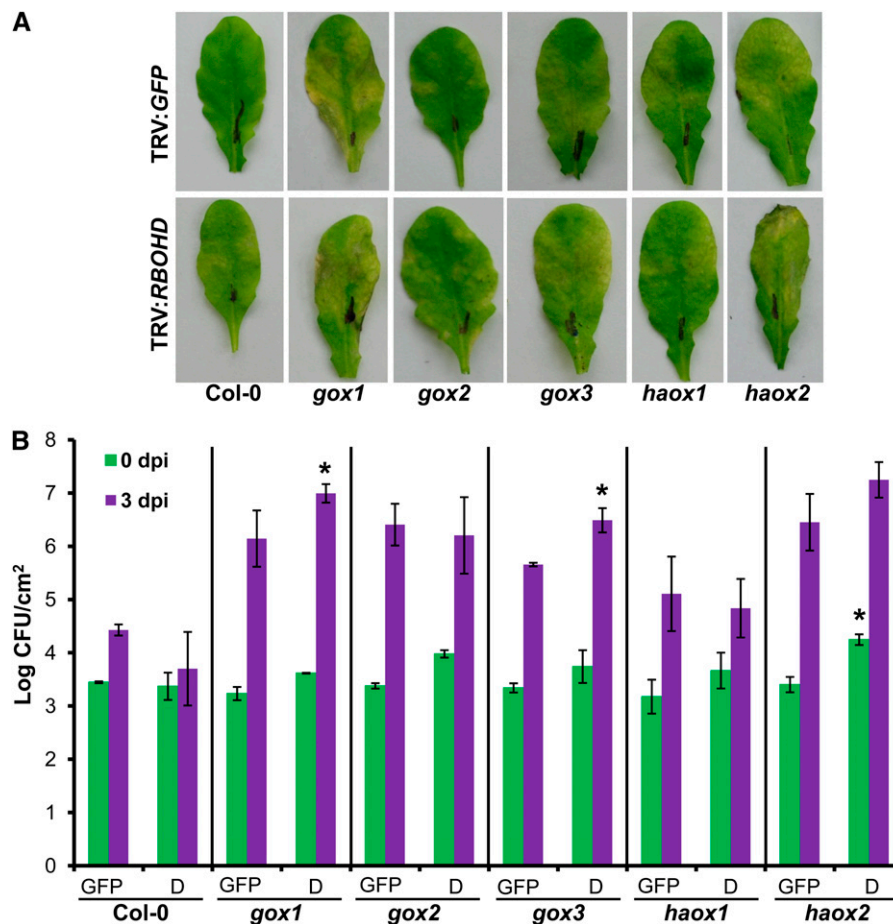 A
TRV:GFP
TRV:RBOHD
Col-0 gox1 gox2 gox3 haox1 haox2
B
8
7
6
5
4
3
2
1
0
Log CFU/cm²
0 dpi
3 dpi
*
*
*
GFP D GFP D GFP D GFP D GFP D GFP D
Col-0 gox1 gox2 gox3 haox1 haox2